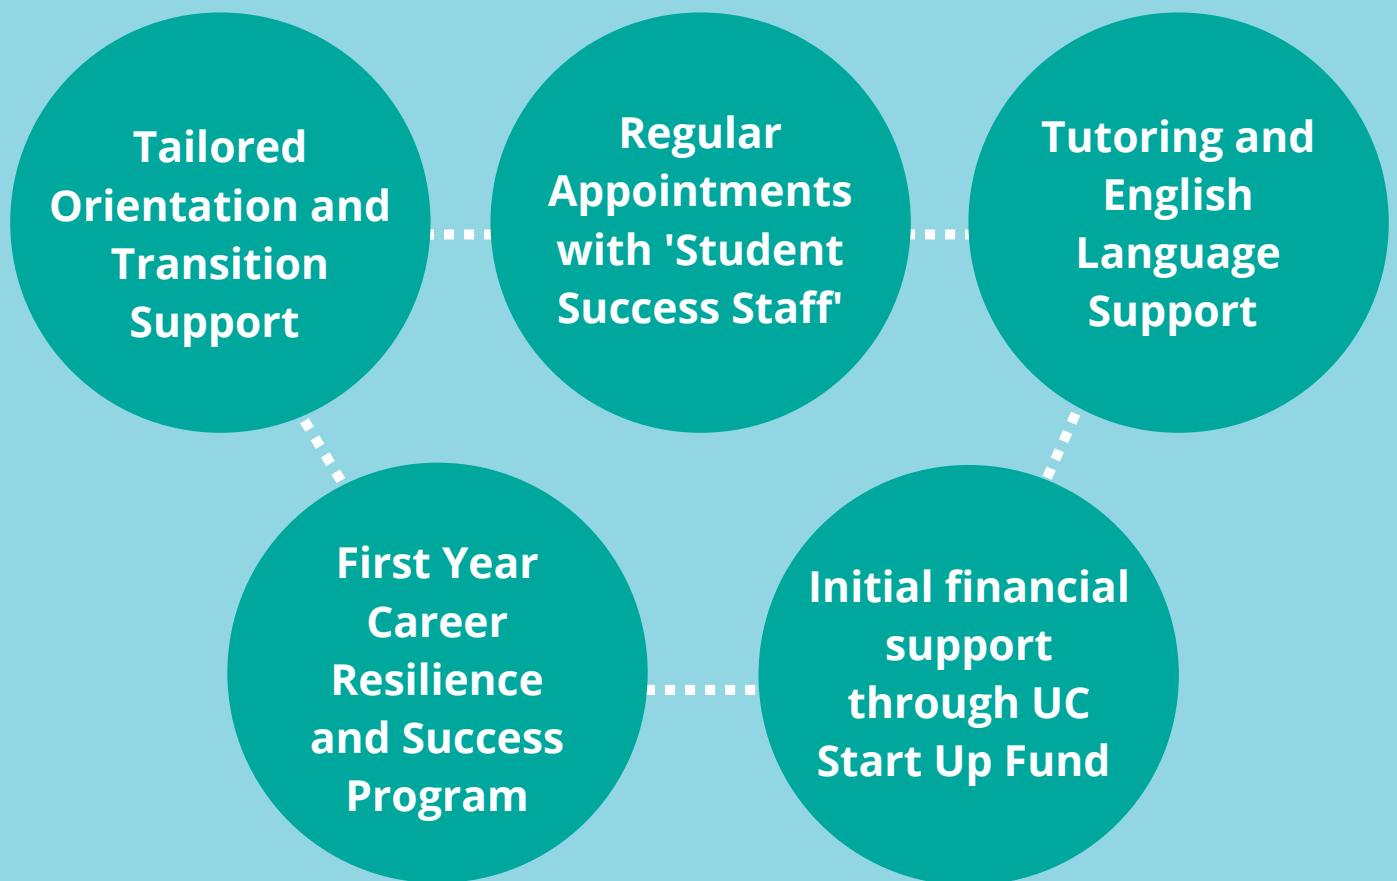 Tailored
Orientation and
Transition
Support
Regular
Appointments
with 'Student
Success Staff'
Tutoring and
English
Language
Support
First Year
Career
Resilience
and Success
Program
Initial financial
support
through UC
Start Up Fund